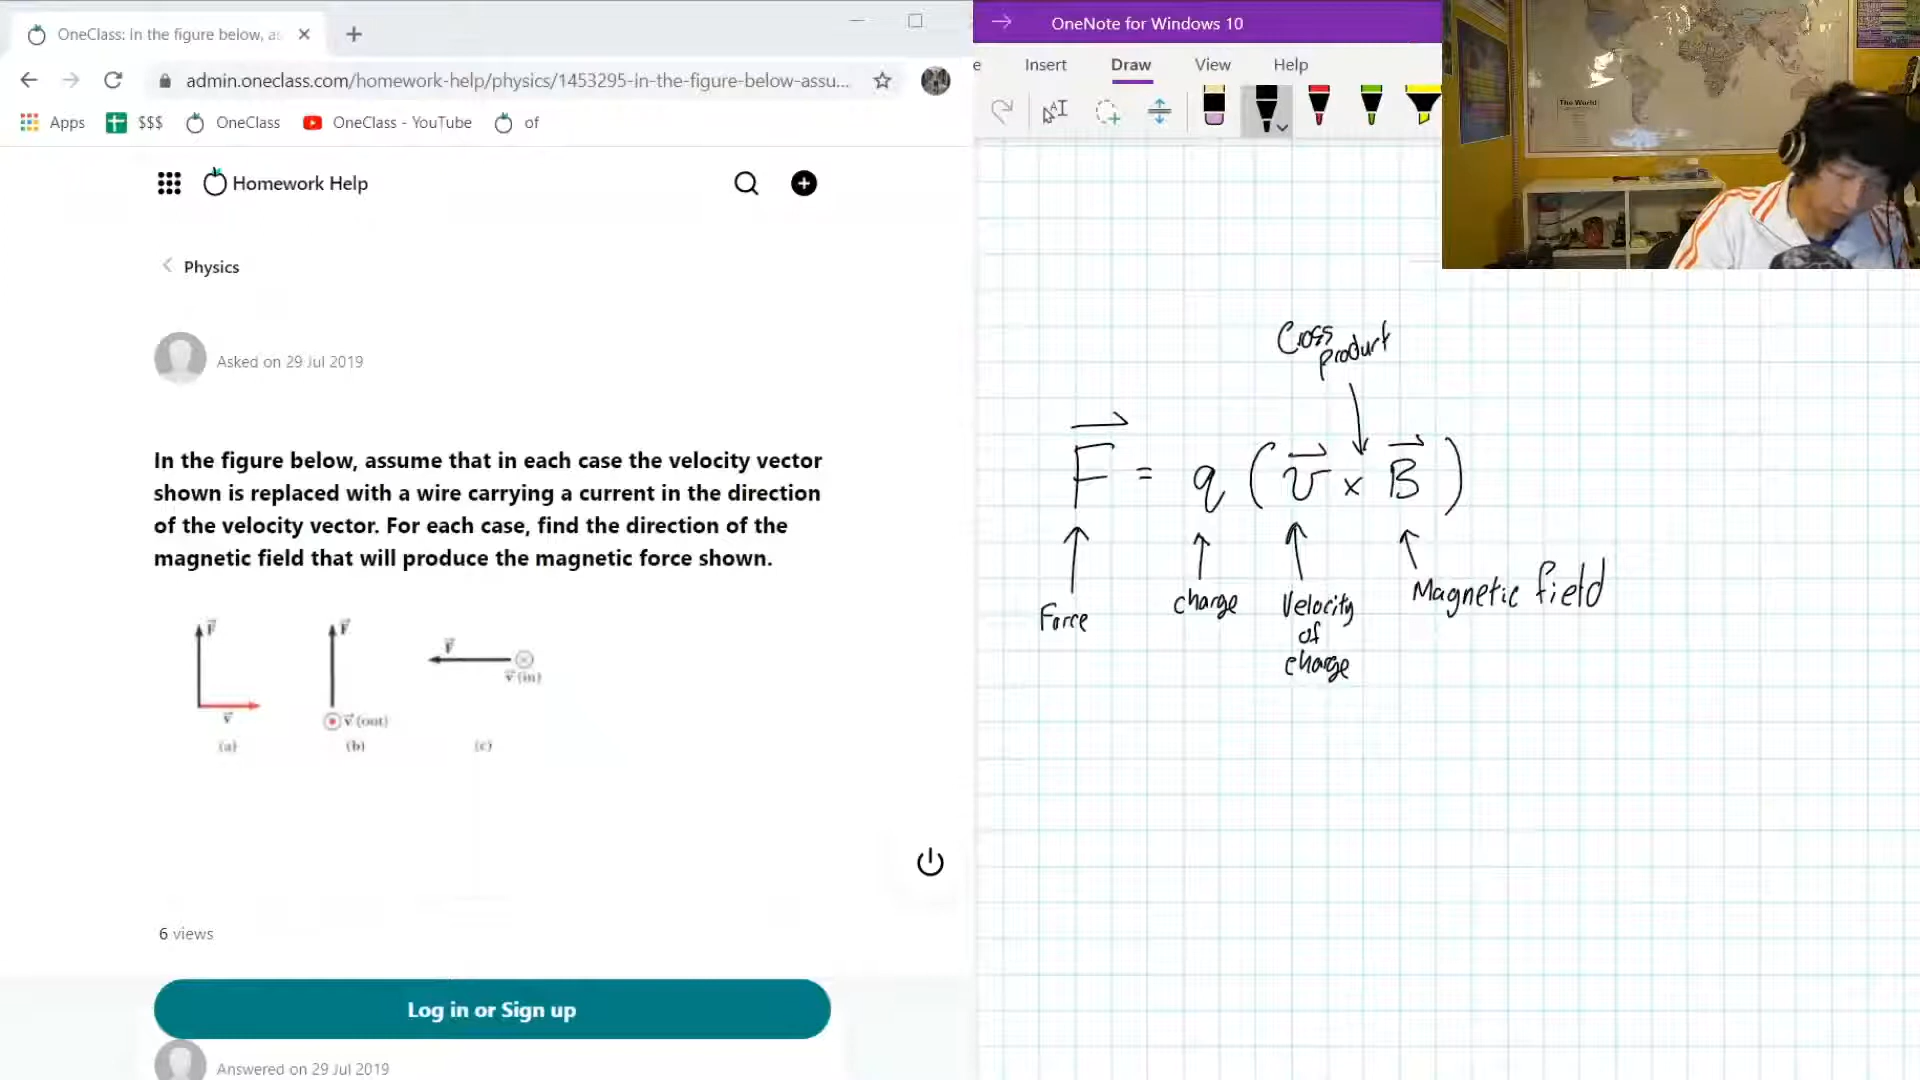 OneClass: In the figure below, as
admin.oneclass.com/homework-help/physics/1453295-in-the-figure-below-assu...
Apps
$$$
OneClass
OneClass - YouTube
of
Homework Help
Physics
Asked on 29 Jul 2019
In the figure below, assume that in each case the velocity vector
shown is replaced with a wire carrying a current in the direction
of the velocity vector. For each case, find the direction of the
magnetic field that will produce the magnetic force shown.
F⃗
v⃗
(a)
F⃗
v⃗ (out)
(b)
F⃗
v⃗ (in)
(c)
6 views
Log in or Sign up
Answered on 29 Jul 2019
OneNote for Windows 10
Insert
Draw
View
Help
The World
Cross
product
F⃗ = q (v⃗ × B⃗)
Force
charge
Velocity
of
charge
Magnetic field